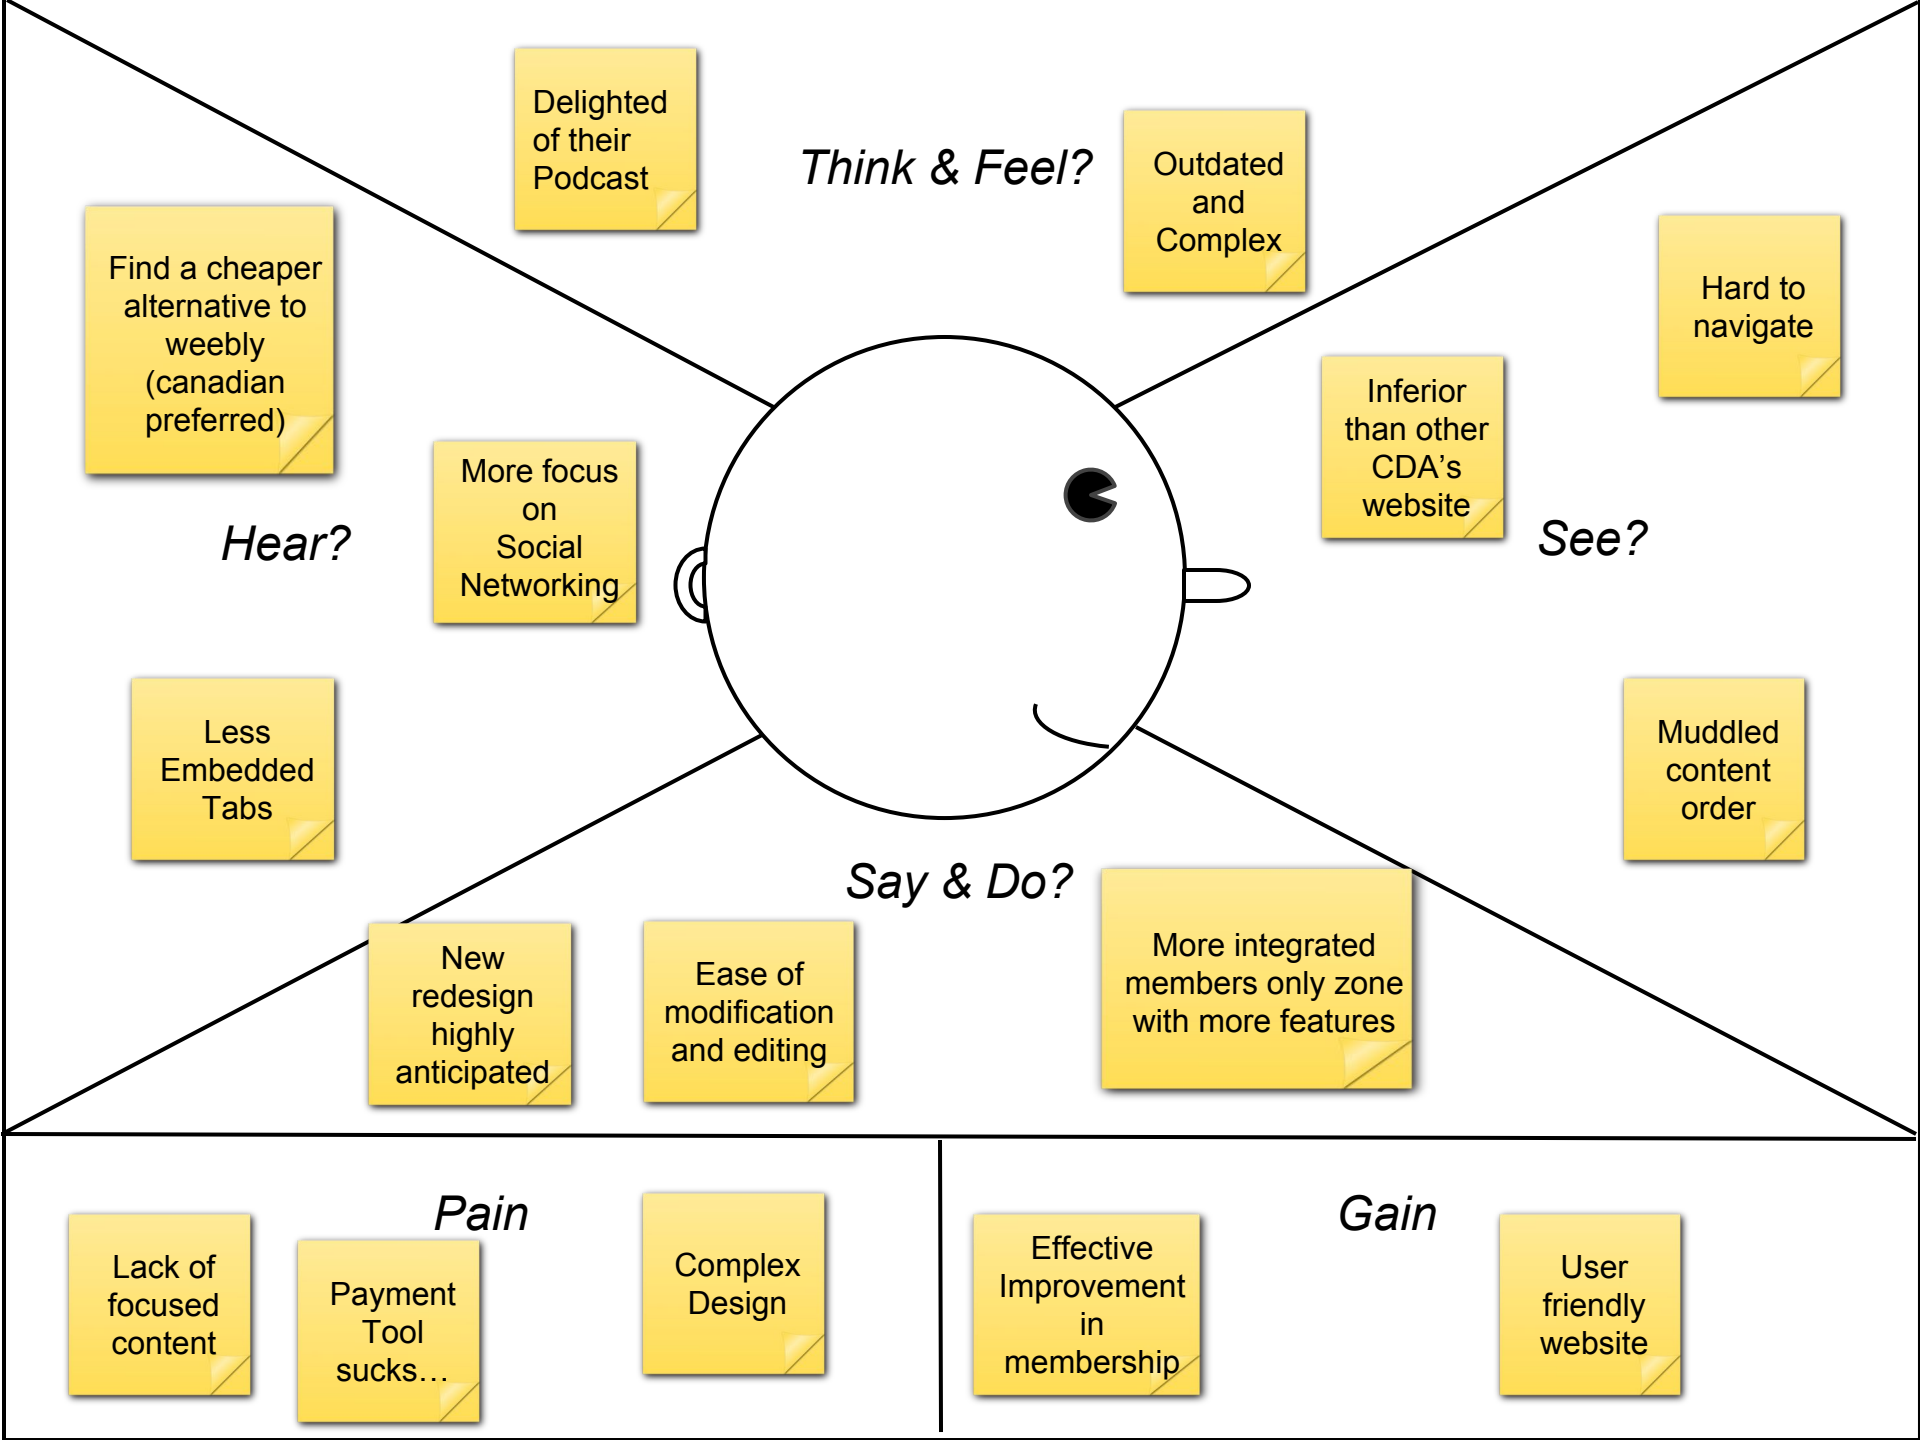 Delighted
of their
Podcast
Think & Feel?
Outdated
and
Complex
Find a cheaper
alternative to
weebly
(canadian
preferred)
More focus
on
Social
Networking
Hear?
Less
Embedded
Tabs
Hard to
navigate
Inferior
than other
CDA’s
website
See?
Muddled
content
order
Say & Do?
New
redesign
highly
anticipated
Ease of
modification
and editing
More integrated
members only zone
with more features
Pain
Lack of
focused
content
Payment
Tool
sucks…
Complex
Design
Gain
Effective
Improvement
in
membership
User
friendly
website